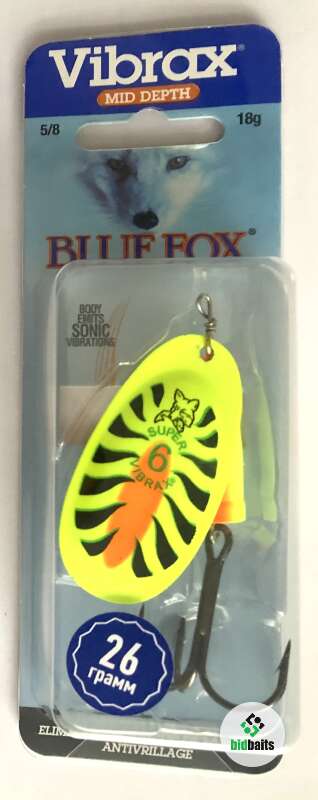 Vibrax®
MID DEPTH
5/8
18g
BLUE FOX®
BODY
EMITS
SONIC
VIBRATIONS
SUPER
6
VIBRAX®
26
грамм
ANTIVRILLAGE
bidbaits